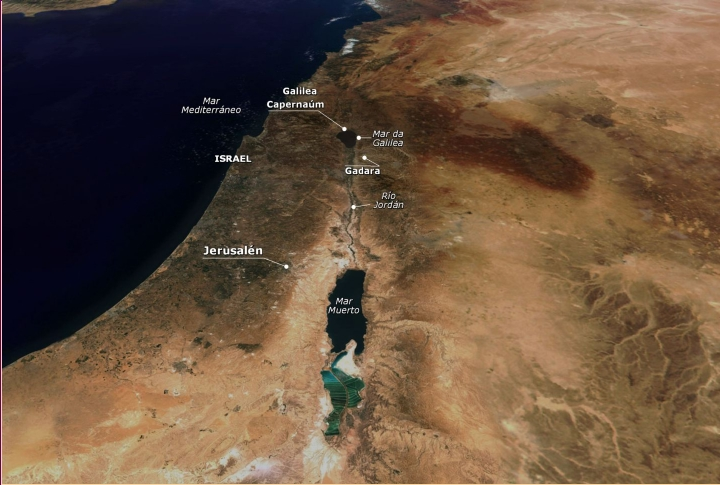 Galilea
Capernaúm
Mar
Mediterráneo
Mar da
Galilea
ISRAEL
Gadara
Río
Jordán
Jerusalén
Mar
Muerto